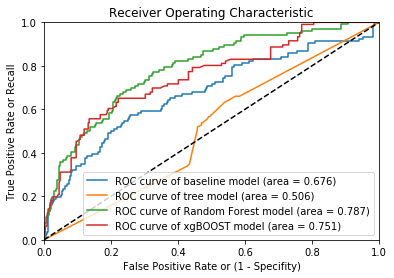 Receiver Operating Characteristic
True Positive Rate or Recall
1.0
0.8
0.6
0.4
0.2
0.0
ROC curve of baseline model (area = 0.676)
ROC curve of tree model (area = 0.506)
ROC curve of Random Forest model (area = 0.787)
ROC curve of xgBOOST model (area = 0.751)
0.0 0.2 0.4 0.6 0.8 1.0
False Positive Rate or (1 - Specifity)